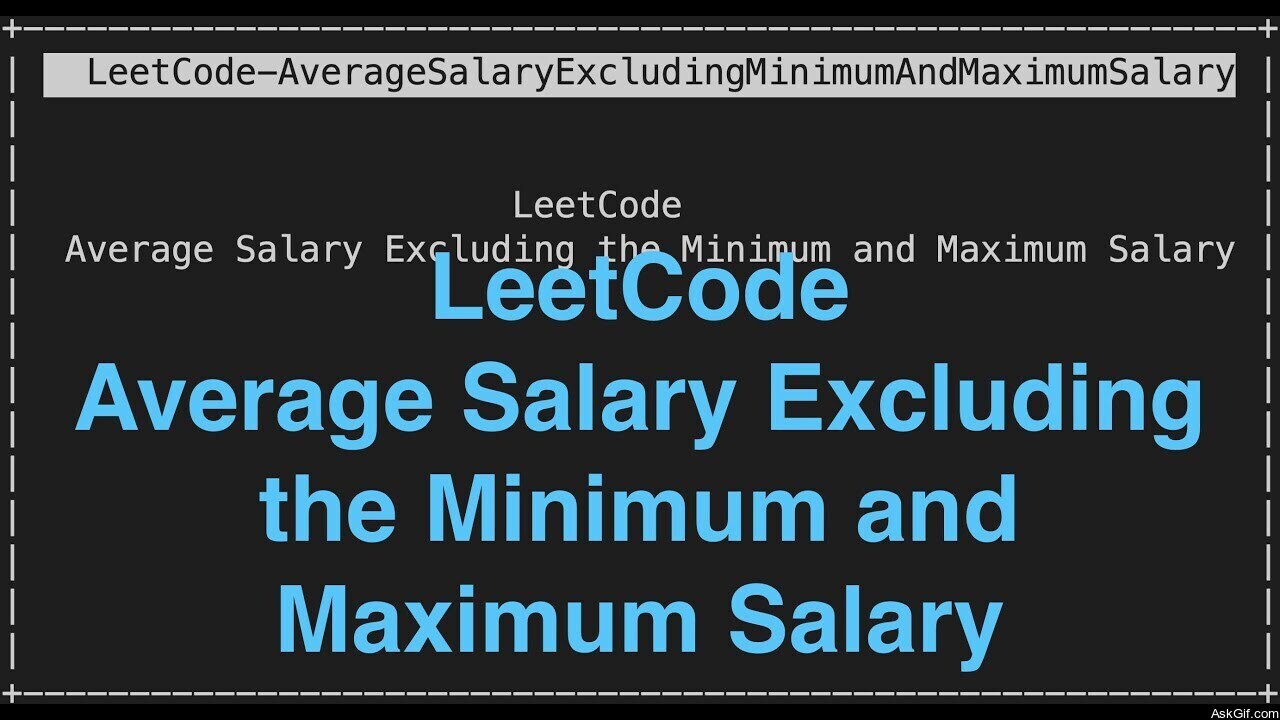 LeetCode-AverageSalaryExcludingMinimumAndMaximumSalary
LeetCode
Average Salary Excluding the Minimum and Maximum Salary
LeetCode
Average Salary Excluding
the Minimum and
Maximum Salary
AskGif.com